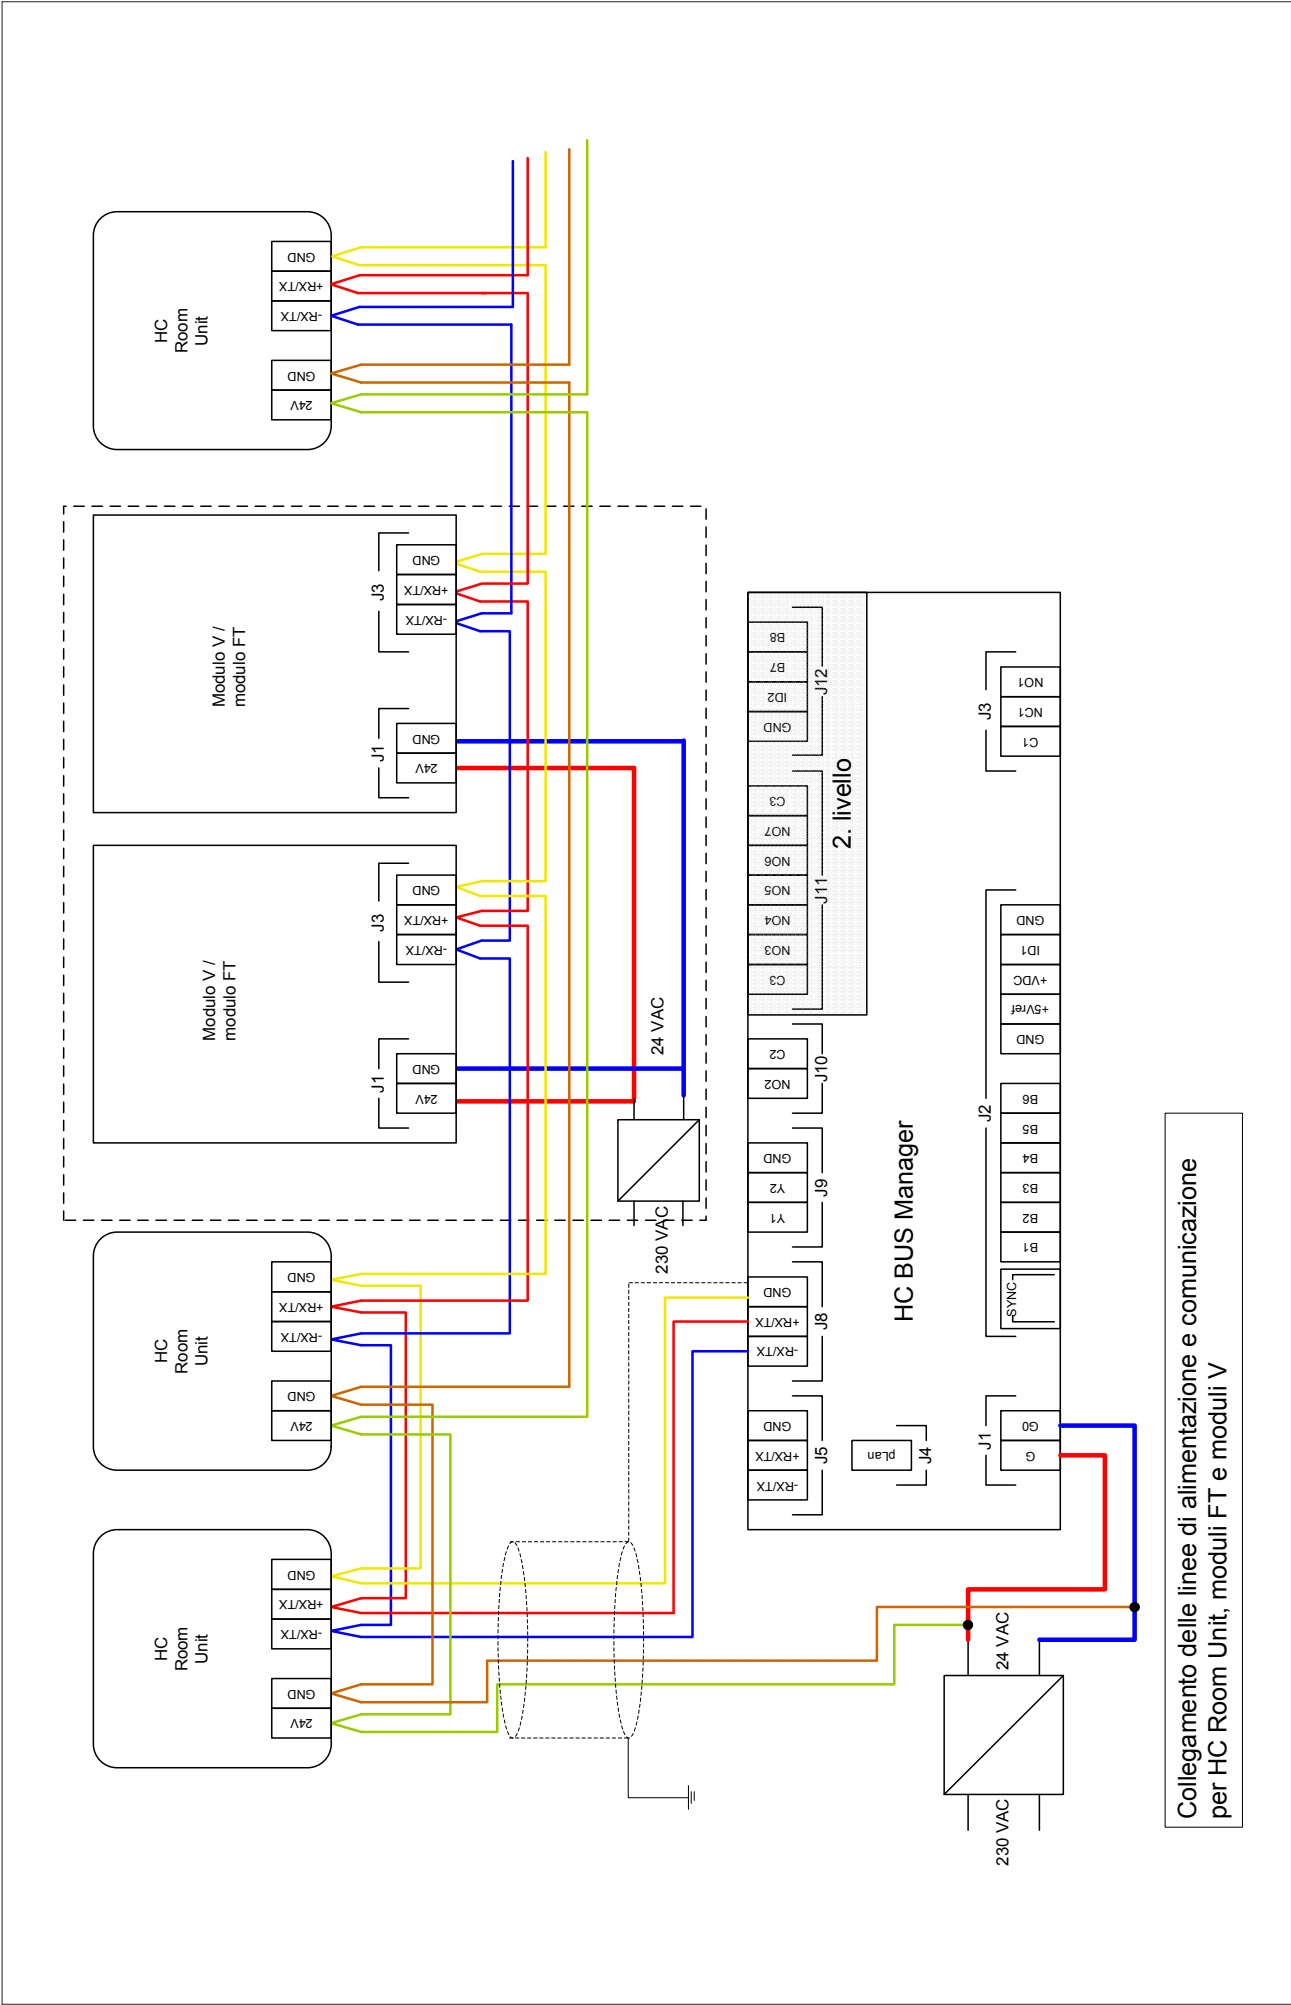 HC
Room
Unit
24V
GND
-RX/TX
+RX/TX
GND
HC
Room
Unit
24V
GND
-RX/TX
+RX/TX
GND
Modulo V /
modulo FT
J1
24V
GND
J3
-RX/TX
+RX/TX
GND
Modulo V /
modulo FT
J1
24V
GND
J3
-RX/TX
+RX/TX
GND
HC
Room
Unit
24V
GND
-RX/TX
+RX/TX
GND
230 VAC
24 VAC
-RX/TX
+RX/TX
GND
J5
-RX/TX
+RX/TX
GND
J8
Y1
Y2
GND
J9
NO2
C2
J10
C3
NO3
NO4
NO5
NO6
NO7
C3
J11
GND
ID2
B7
B8
J12
2. livello
pLan
J4
HC BUS Manager
J1
G
G0
J2
SYNC
B1
B2
B3
B4
B5
B6
GND
+5Vref
+VDC
ID1
GND
J3
C1
NC1
NO1
230 VAC
24 VAC
Collegamento delle linee di alimentazione e comunicazione
per HC Room Unit, moduli FT e moduli V